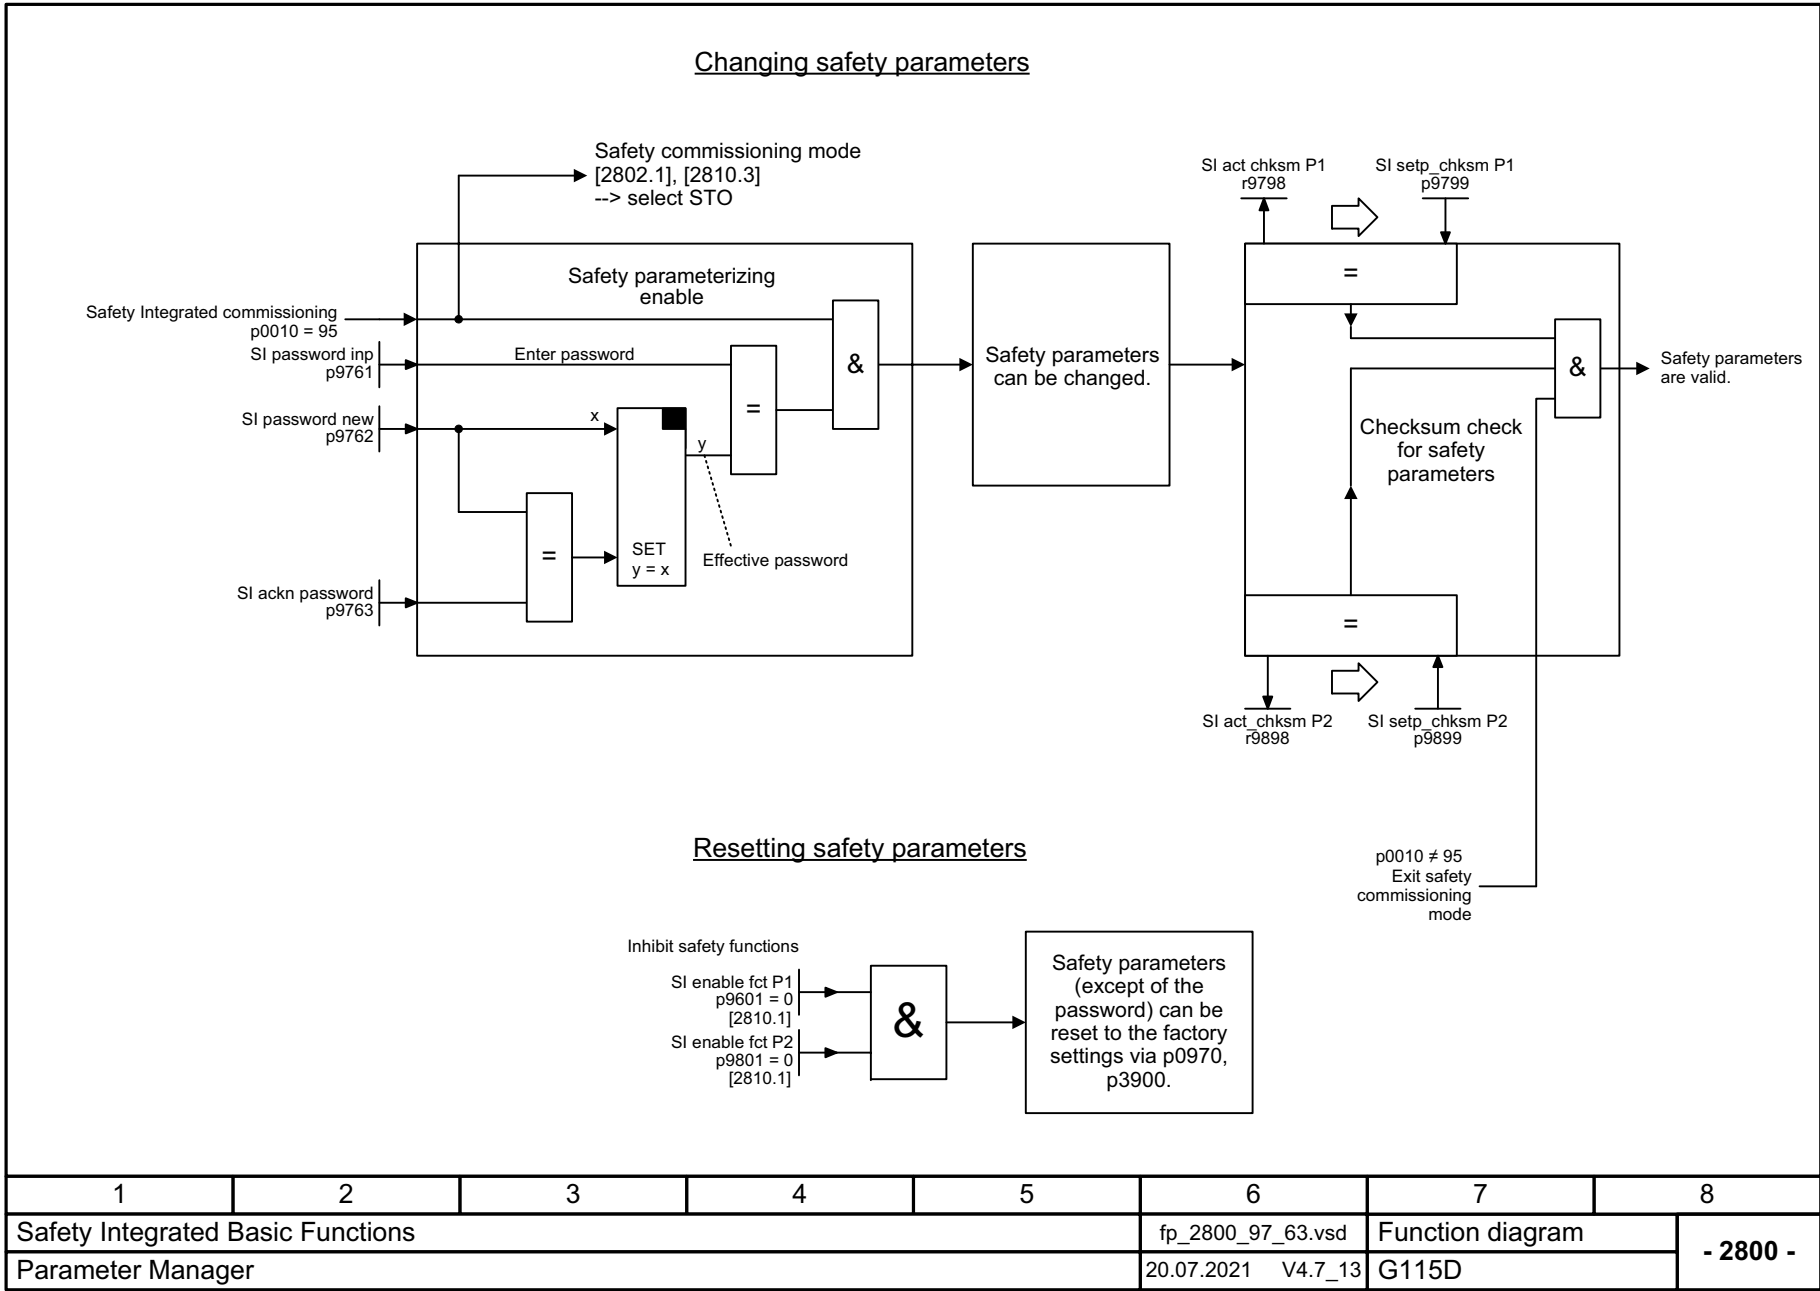 Changing safety parameters
Safety commissioning mode
[2802.1], [2810.3]
--> select STO
Safety parameterizing
enable
Safety Integrated commissioning
p0010 = 95
SI password inp
p9761
Enter password
SI password new
p9762
x
y
=
&
=
SET
y = x
Effective password
SI ackn password
p9763
Safety parameters
can be changed.
SI act chksm P1
r9798
SI setp_chksm P1
p9799
=
&
Safety parameters
are valid.
Checksum check
for safety
parameters
=
SI act_chksm P2
r9898
SI setp_chksm P2
p9899
p0010 ≠ 95
Exit safety
commissioning
mode
Resetting safety parameters
Inhibit safety functions
SI enable fct P1
p9601 = 0
[2810.1]
SI enable fct P2
p9801 = 0
[2810.1]
&
Safety parameters
(except of the
password) can be
reset to the factory
settings via p0970,
p3900.
1 2 3 4 5 6 7 8
Safety Integrated Basic Functions
fp_2800_97_63.vsd
Function diagram
- 2800 -
Parameter Manager
20.07.2021 V4.7_13
G115D